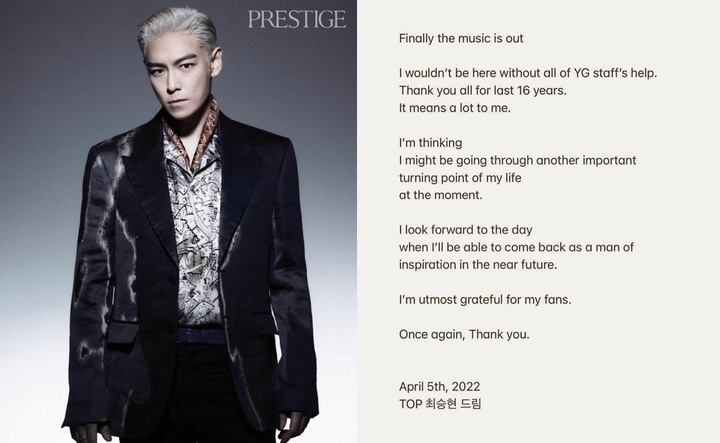 PRESTIGE
Finally the music is out
I wouldn't be here without all of YG staff's help.
Thank you all for last 16 years.
It means a lot to me.
I'm thinking
I might be going through another important
turning point of my life
at the moment.
I look forward to the day
when I'll be able to come back as a man of
inspiration in the near future.
I'm utmost grateful for my fans.
Once again, Thank you.
April 5th, 2022
TOP 최승현 드림